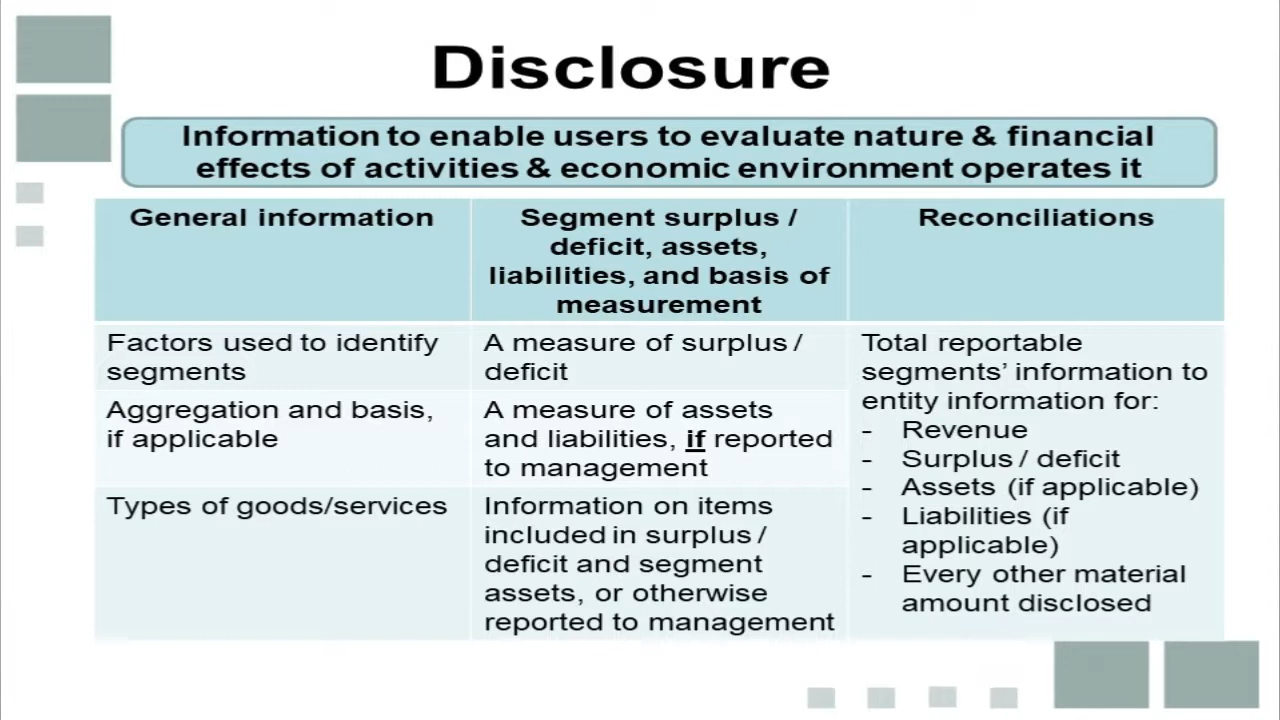 Disclosure
Information to enable users to evaluate nature & financial
effects of activities & economic environment operates it
General information
Segment surplus /
deficit, assets,
liabilities, and basis of
measurement
Reconciliations
Factors used to identify
segments
A measure of surplus /
deficit
Total reportable
segments' information to
entity information for:
- Revenue
- Surplus / deficit
- Assets (if applicable)
- Liabilities (if
applicable)
- Every other material
amount disclosed
Aggregation and basis,
if applicable
A measure of assets
and liabilities, if reported
to management
Types of goods/services
Information on items
included in surplus /
deficit and segment
assets, or otherwise
reported to management